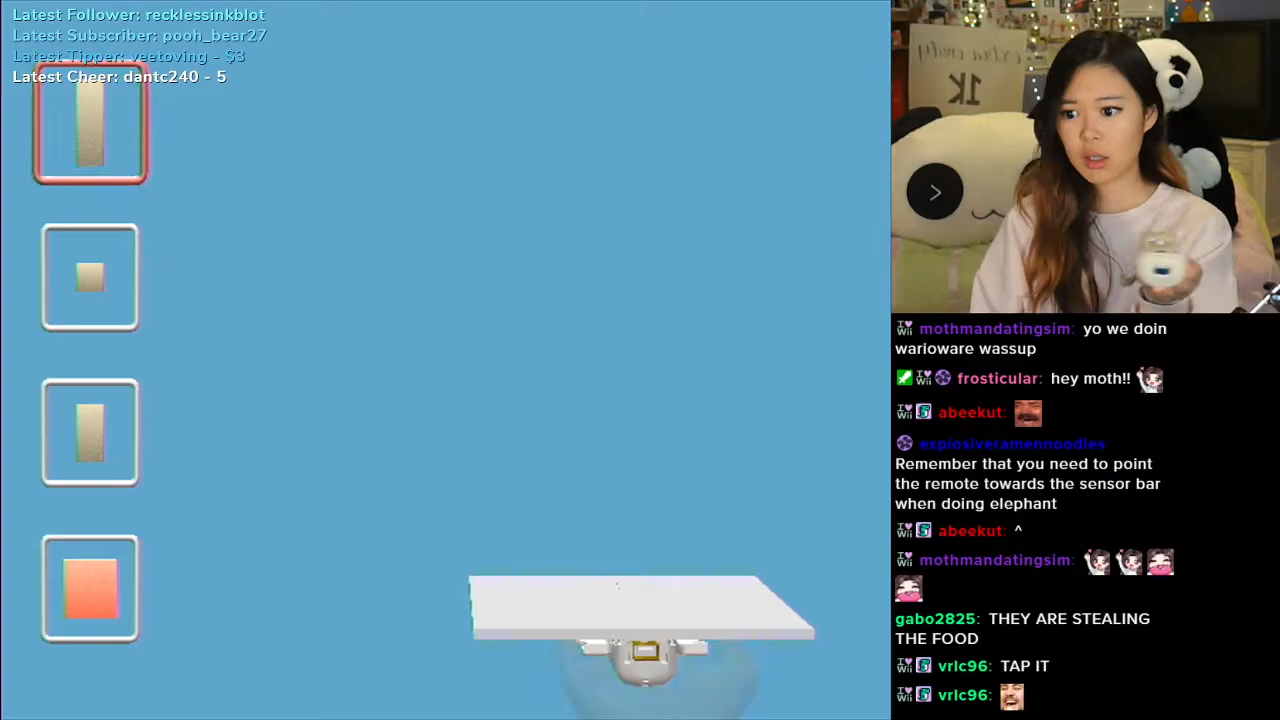 Latest Follower: recklessinkblot
Latest Subscriber: pooh_bear27
Latest Tipper: veetoving - $3
Latest Cheer: dantc240 - 5
1K
mothmandatingsim: yo we doin
warioware wassup
frosticular: hey moth!!
abeekut:
explosiveramennoodles
Remember that you need to point
the remote towards the sensor bar
when doing elephant
abeekut: ^
mothmandatingsim:
gabo2825: THEY ARE STEALING
THE FOOD
vrlc96: TAP IT
vrlc96: